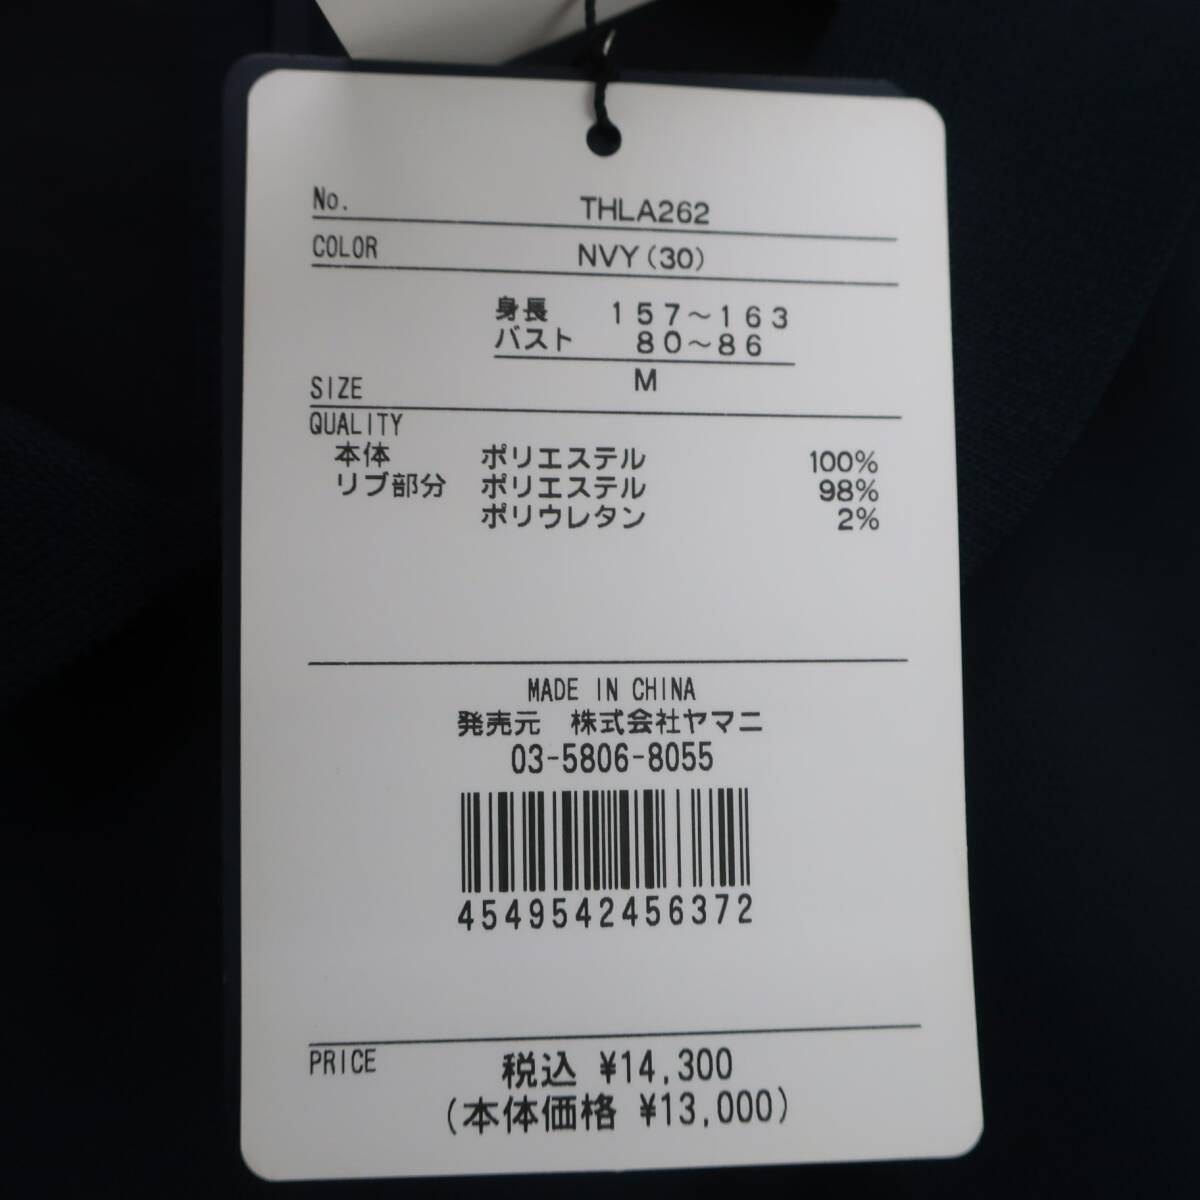 No. THLA262
COLOR NVY(30)
身長 157~163
バスト 80~86
SIZE M
QUALITY
本体 ポリエステル 100%
リブ部分 ポリエステル 98%
ポリウレタン 2%
MADE IN CHINA
発売元 株式会社ヤマニ
03-5806-8055
4549542456372
PRICE 税込 ¥14,300
(本体価格 ¥13,000)